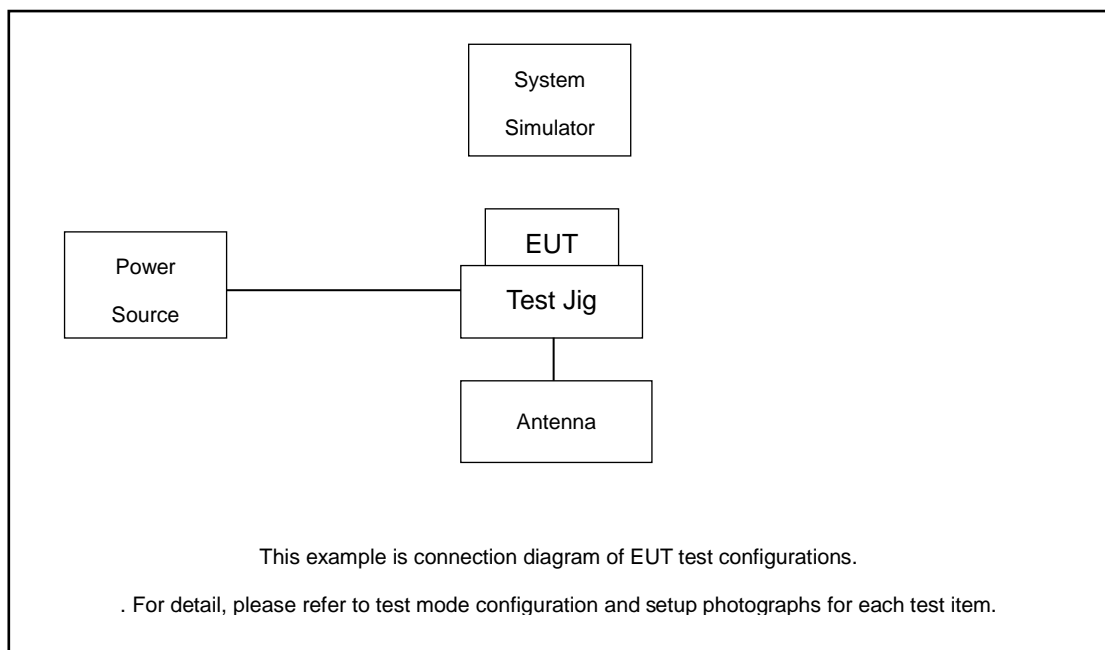 System
Simulator
EUT
Power
Source
Test Jig
Antenna
This example is connection diagram of EUT test configurations.
. For detail, please refer to test mode configuration and setup photographs for each test item.